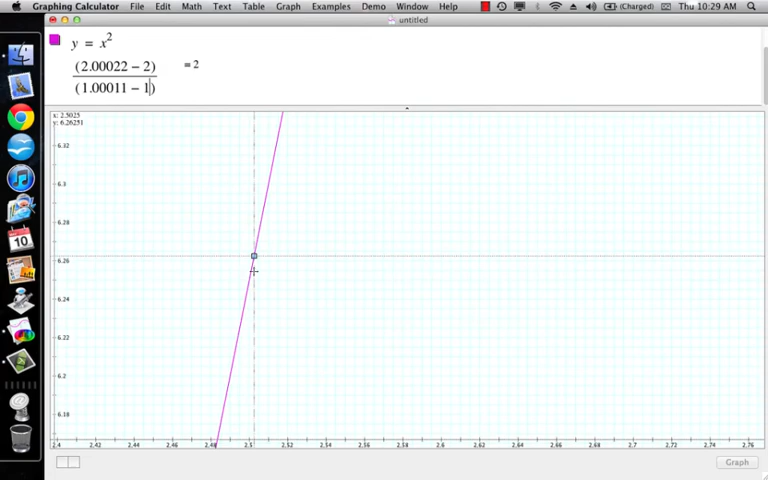 Graphing Calculator File Edit Math Text Table Graph Examples Demo Window Help (Charged) Thu 10:29 AM
untitled
y = x²
(2.00022 − 2)
(1.00011 − 1)
= 2
x: 2.5025
y: 6.26251
6.32
6.3
6.28
6.26
6.24
6.22
6.2
6.18
2.4 2.42 2.44 2.46 2.48 2.5 2.52 2.54 2.56 2.58 2.6 2.62 2.64 2.66 2.68 2.7 2.72 2.74 2.76
10
Graph